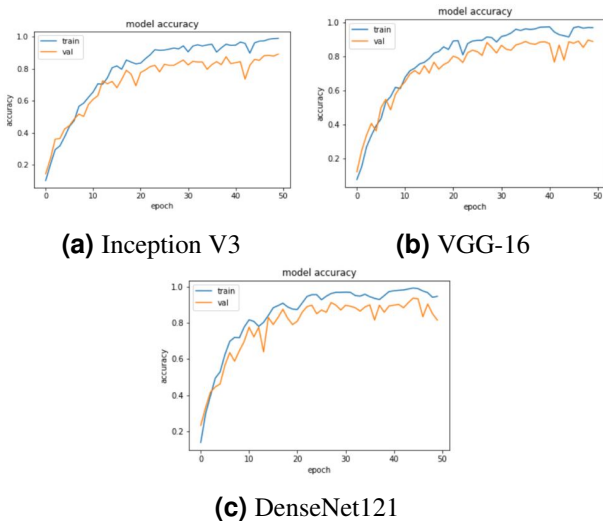 model accuracy
train
val
accuracy
1.0
0.8
0.6
0.4
0.2
0 10 20 30 40 50
epoch
(a) Inception V3
model accuracy
train
val
accuracy
1.0
0.8
0.6
0.4
0.2
0 10 20 30 40 50
epoch
(b) VGG-16
model accuracy
train
val
accuracy
1.0
0.8
0.6
0.4
0.2
0 10 20 30 40 50
epoch
(c) DenseNet121